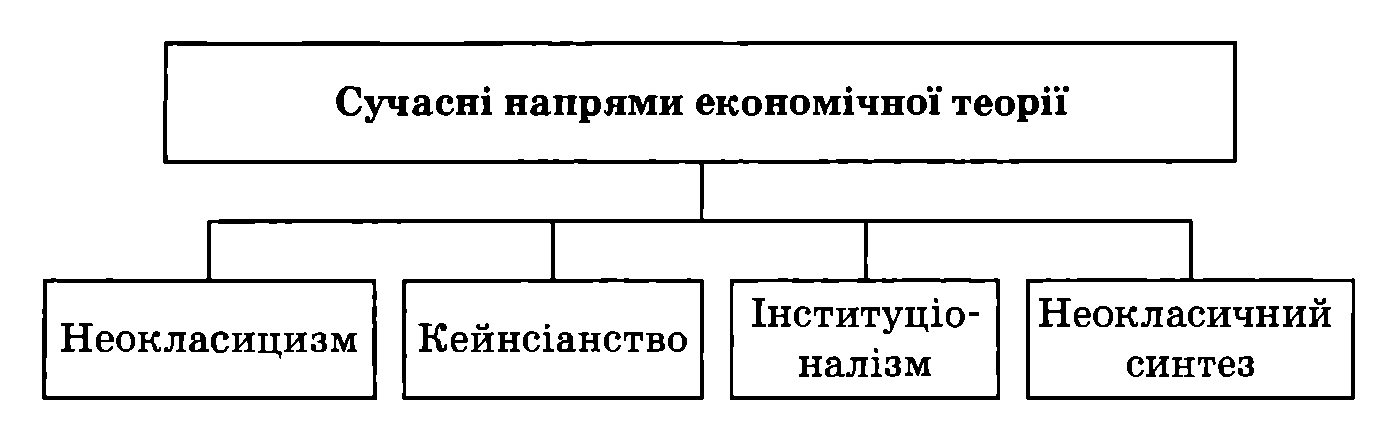 Сучасні напрями економічної теорії
Неокласицизм
Кейнсіанство
Інституціо-
налізм
Неокласичний
синтез